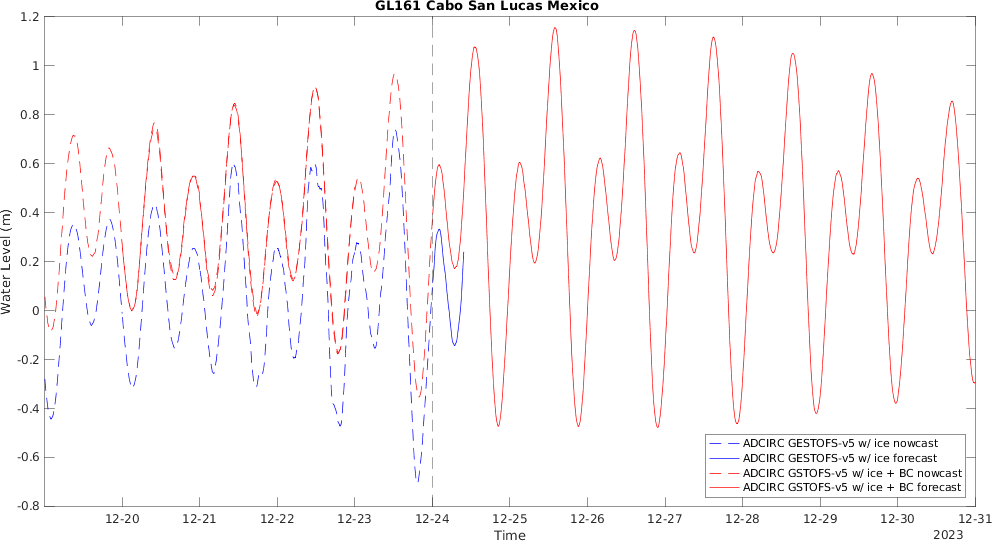 GL161 Cabo San Lucas Mexico
1.2
1
0.8
0.6
0.4
0.2
0
-0.2
-0.4
-0.6
-0.8
Water Level (m)
12-20 12-21 12-22 12-23 12-24 12-25 12-26 12-27 12-28 12-29 12-30 12-31
Time
2023
ADCIRC GESTOFS-v5 w/ ice nowcast
ADCIRC GESTOFS-v5 w/ ice forecast
ADCIRC GSTOFS-v5 w/ ice + BC nowcast
ADCIRC GSTOFS-v5 w/ ice + BC forecast